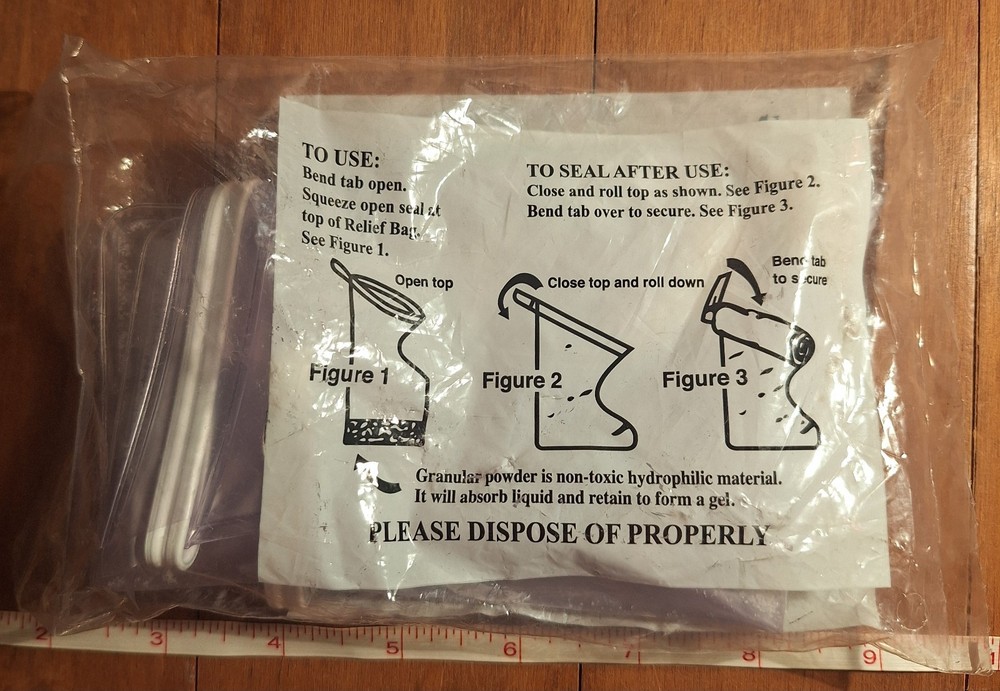 TO USE:
Bend tab open.
Squeeze open seal at
top of Relief Bag.
See Figure 1.
TO SEAL AFTER USE:
Close and roll top as shown. See Figure 2.
Bend tab over to secure. See Figure 3.
Open top
Figure 1
Close top and roll down
Figure 2
Bend tab
to secure
Figure 3
Granular powder is non-toxic hydrophilic material.
It will absorb liquid and retain to form a gel.
PLEASE DISPOSE OF PROPERLY
2 3 4 5 6 7 8 9